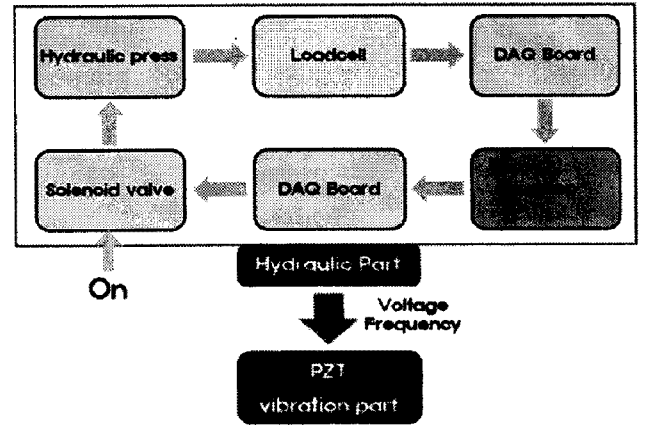 Hydraulic press
Loadcell
DAQ Board
Solenoid valve
DAQ Board
On
Hydraulic Part
Voltage
Frequency
PZT
vibration part